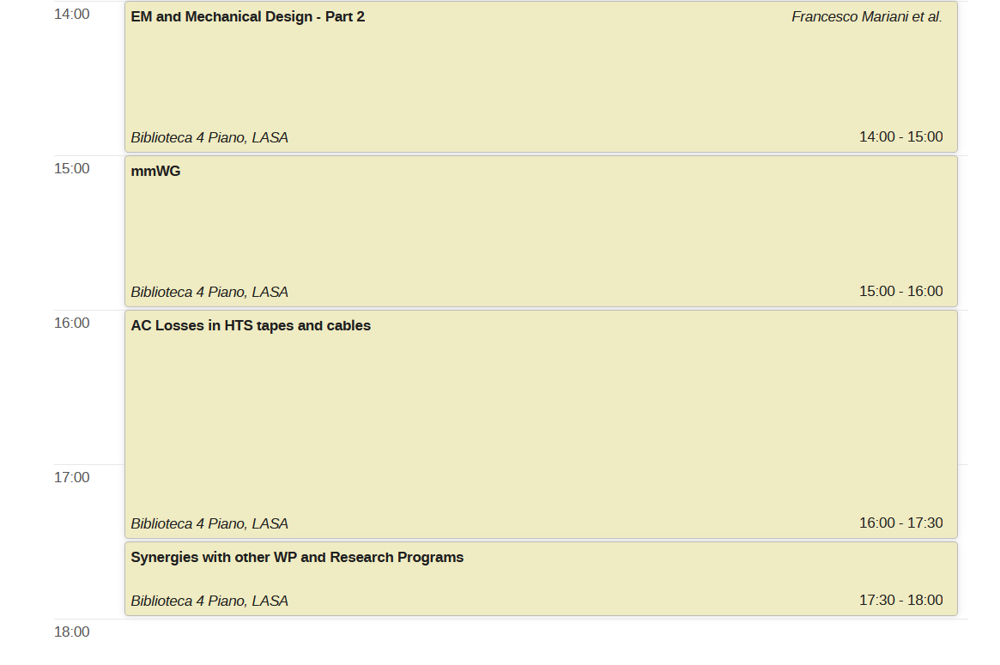 14:00
EM and Mechanical Design - Part 2
Francesco Mariani et al.
Biblioteca 4 Piano, LASA
14:00 - 15:00
15:00
mmWG
Biblioteca 4 Piano, LASA
15:00 - 16:00
16:00
AC Losses in HTS tapes and cables
17:00
Biblioteca 4 Piano, LASA
16:00 - 17:30
Synergies with other WP and Research Programs
Biblioteca 4 Piano, LASA
17:30 - 18:00
18:00